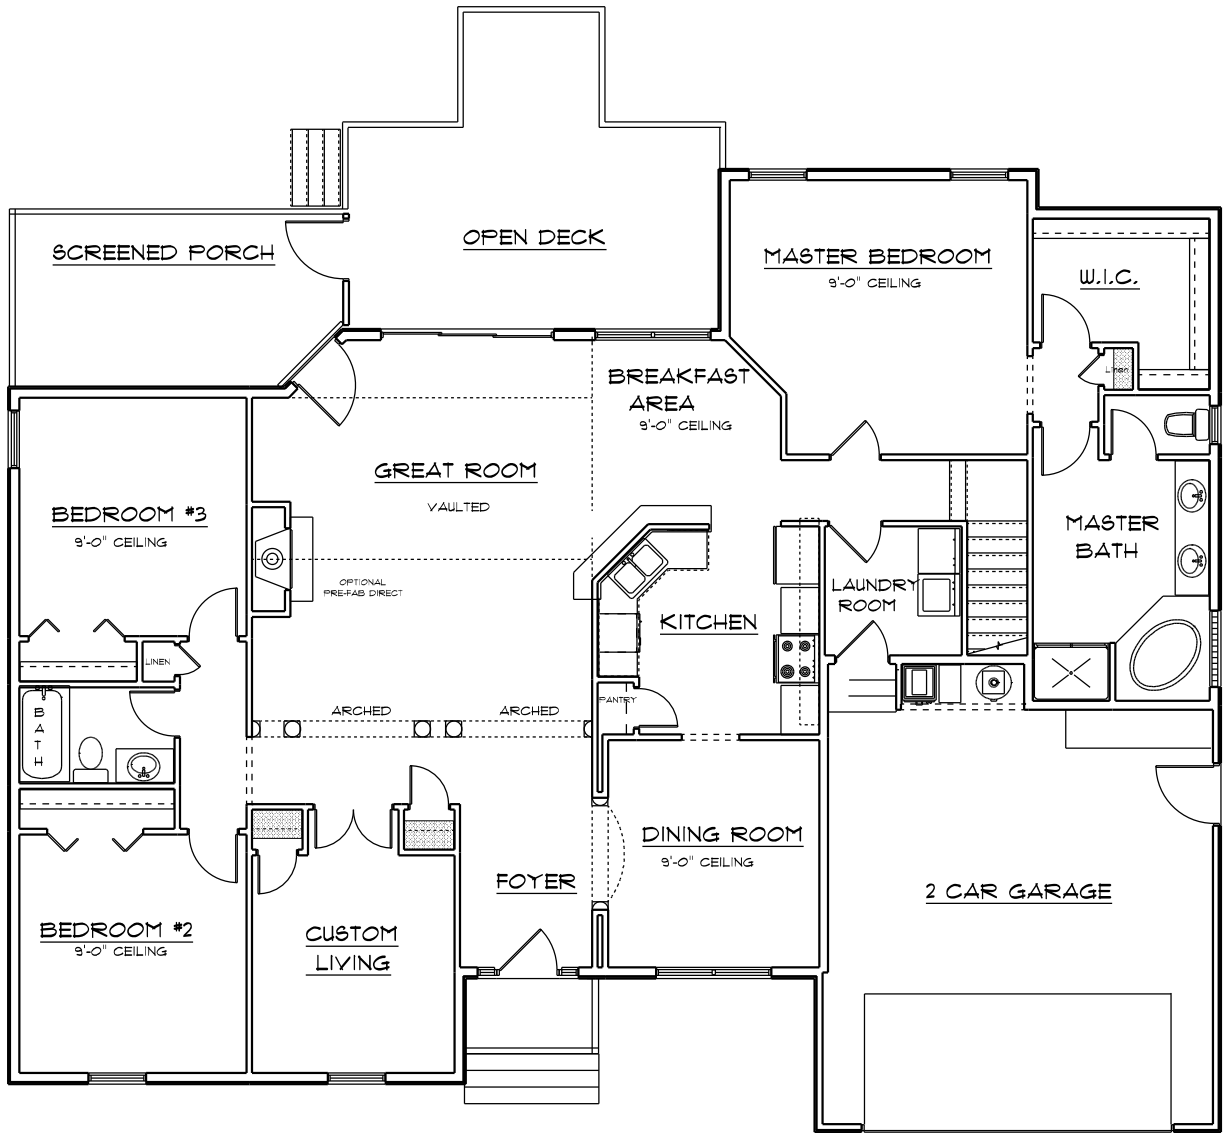 OPEN DECK
SCREENED PORCH
MASTER BEDROOM
9'-0" CEILING
W.I.C.
Linen
BREAKFAST
AREA
9'-0" CEILING
GREAT ROOM
VAULTED
BEDROOM #3
9'-0" CEILING
MASTER
BATH
OPTIONAL
PRE-FAB DIRECT
LAUNDRY
ROOM
KITCHEN
LINEN
PANTRY
BATH
ARCHED
ARCHED
DINING ROOM
9'-0" CEILING
FOYER
2 CAR GARAGE
BEDROOM #2
9'-0" CEILING
CUSTOM
LIVING